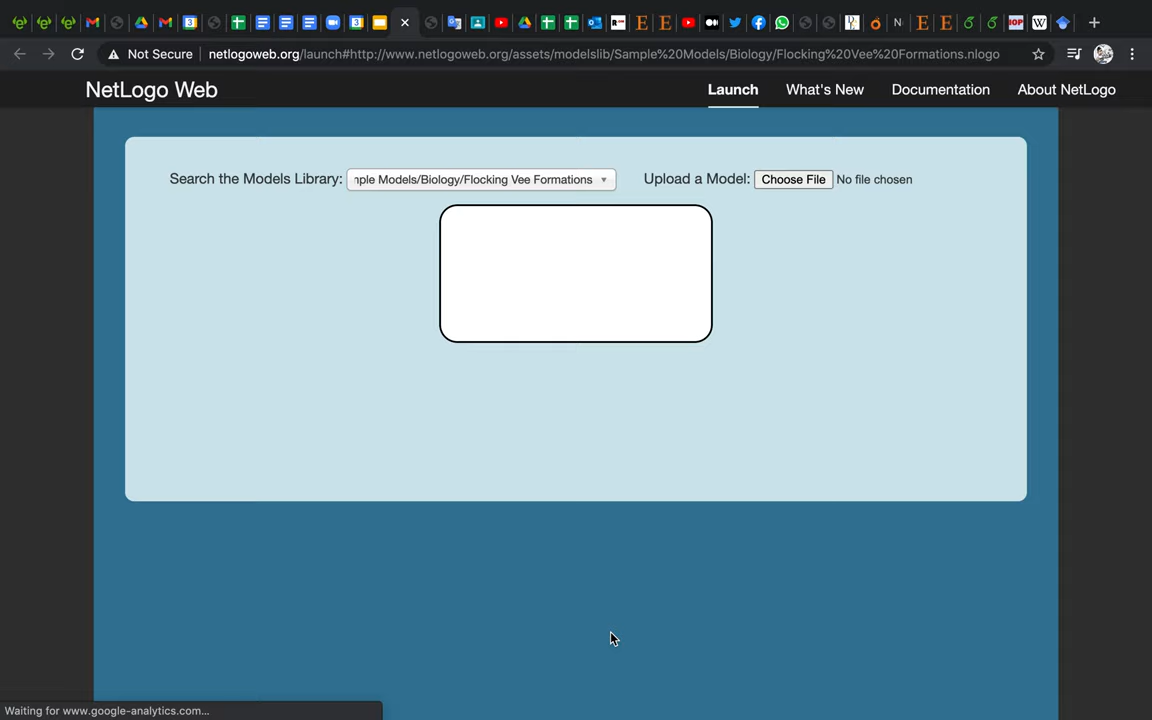 Not Secure netlogoweb.org/launch#http://www.netlogoweb.org/assets/modelslib/Sample%20Models/Biology/Flocking%20Vee%20Formations.nlogo
NetLogo Web Launch What's New Documentation About NetLogo
Search the Models Library: nple Models/Biology/Flocking Vee Formations Upload a Model: Choose File No file chosen
Waiting for www.google-analytics.com...